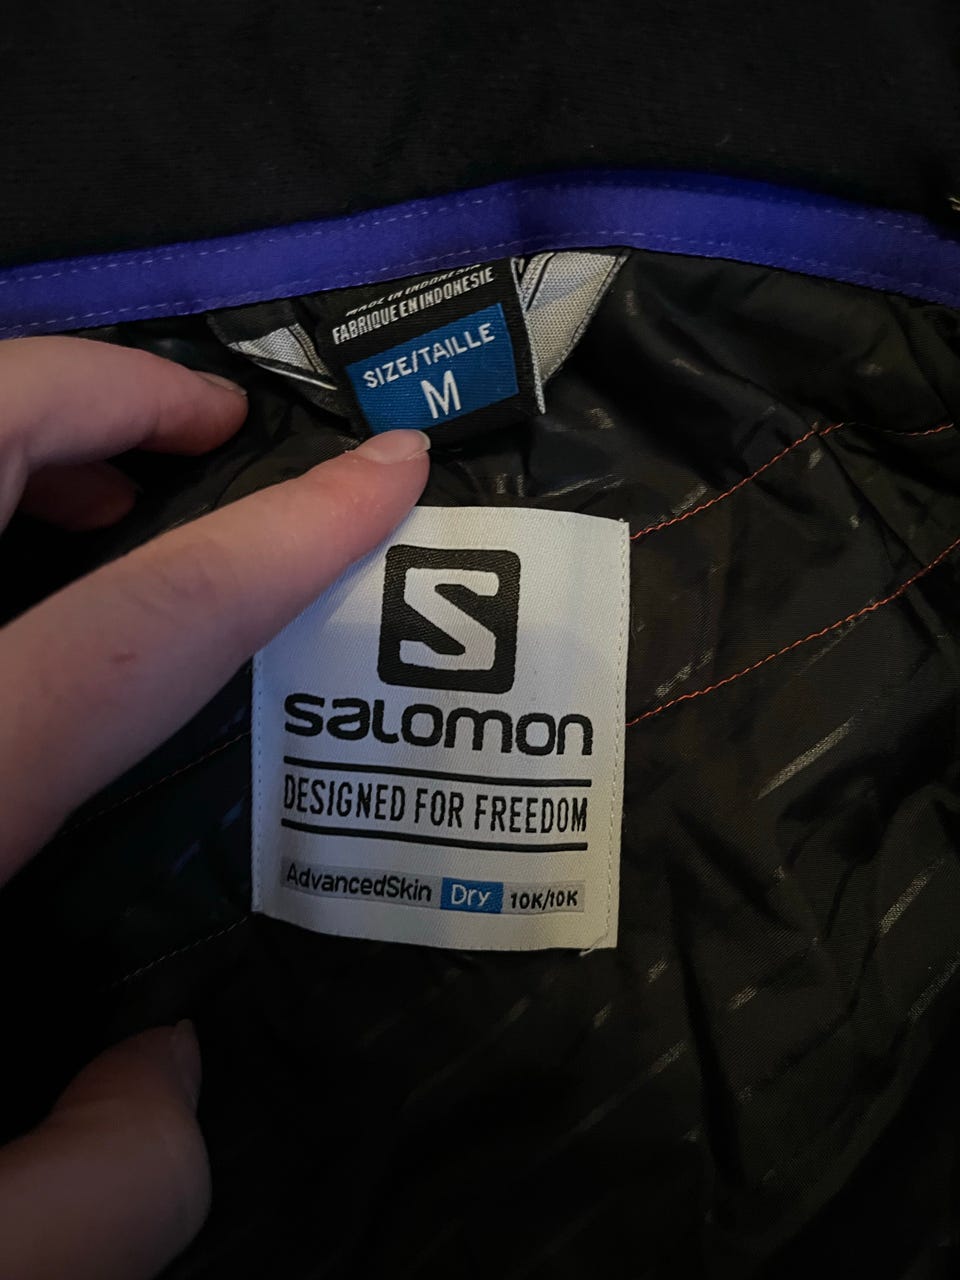 MADE IN INDONESIA
FABRIQUE EN INDONESIE
SIZE/TAILLE
M
S
SALOMON
DESIGNED FOR FREEDOM
AdvancedSkin Dry 10K/10K